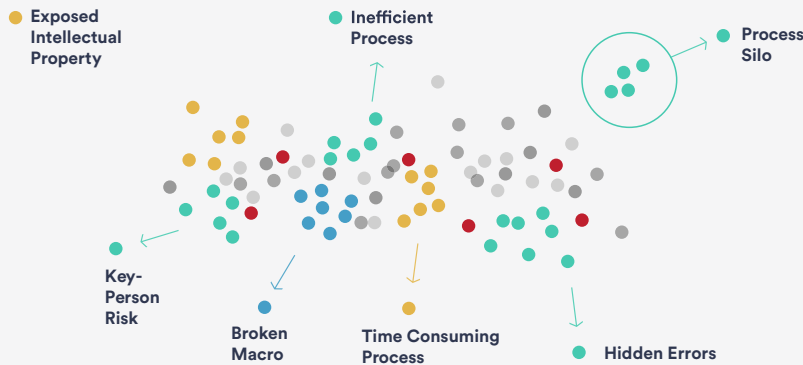 Exposed
Intellectual
Property
Inefficient
Process
Process
Silo
Key-
Person
Risk
Broken
Macro
Time Consuming
Process
Hidden Errors